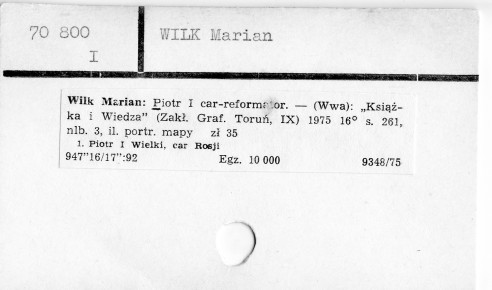 70 800
I
WILK Marian
Wilk Marian: Piotr I car-reformator. — (Wwa): „Książ-
ka i Wiedza” (Zakł. Graf. Toruń, IX) 1975 16° s. 261,
nlb. 3, il. portr. mapy zł 35
1. Piotr I Wielki, car Rosji
947"16/17":92 Egz. 10 000 9348/75